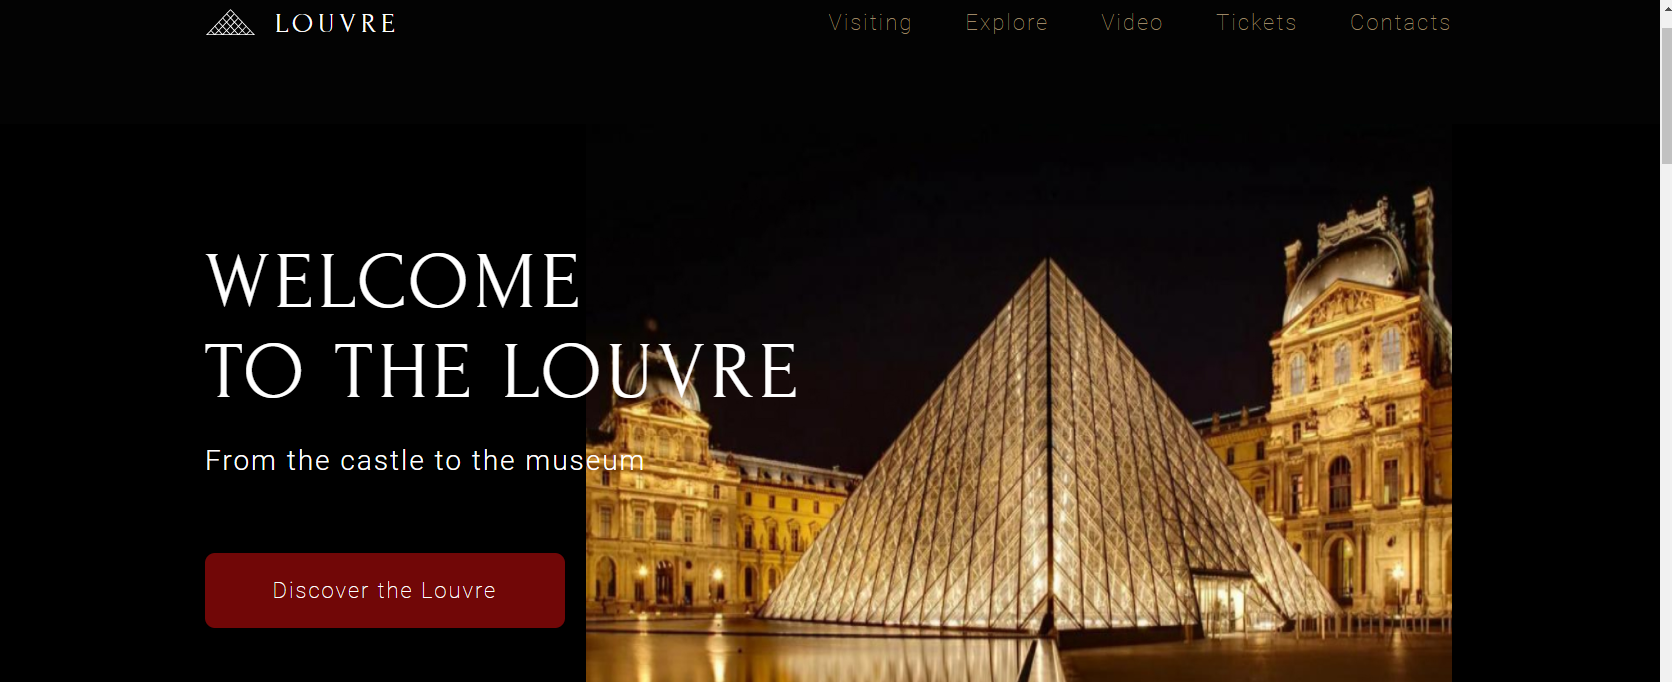 LOUVRE
Visiting Explore Video Tickets Contacts
WELCOME
TO THE LOUVRE
From the castle to the museum
Discover the Louvre